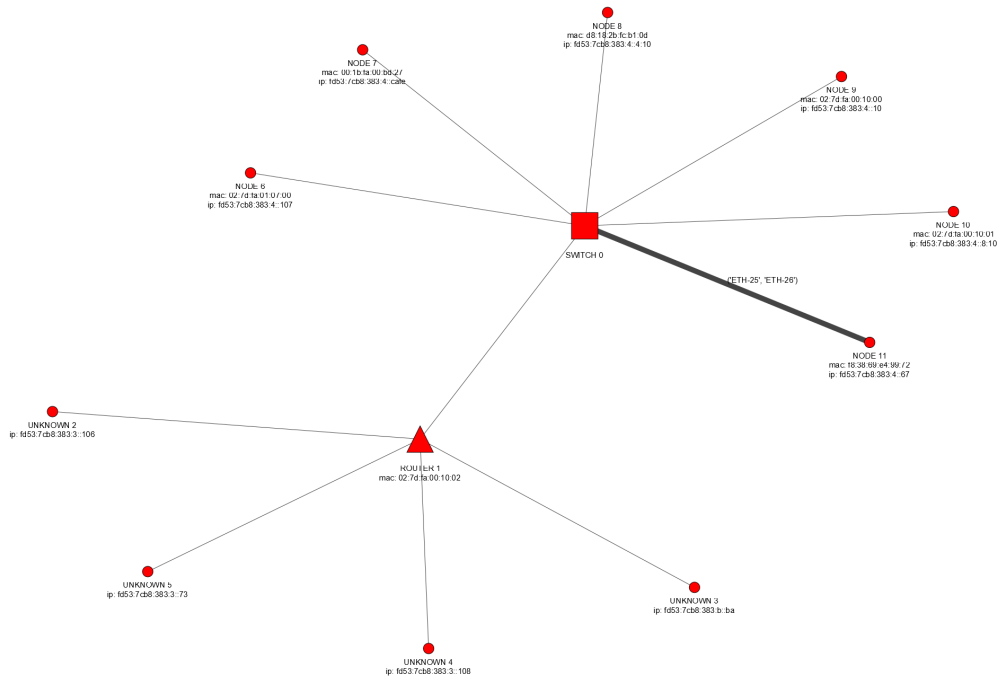 NODE 8
mac: d8:18:2b:fc:b1:0d
ip: fd53:7cb8:383:4::4:10
NODE 7
mac: 00:1b:fa:00:bd:27
ip: fd53:7cb8:383:4::cafe
NODE 9
mac: 02:7d:fa:00:10:00
ip: fd53:7cb8:383:4::10
NODE 6
mac: 02:7d:fa:01:07:00
ip: fd53:7cb8:383:4::107
NODE 10
mac: 02:7d:fa:00:10:01
ip: fd53:7cb8:383:4::8:10
SWITCH 0
('ETH-25', 'ETH-26')
NODE 11
mac: f8:38:69:e4:99:72
ip: fd53:7cb8:383:4::67
UNKNOWN 2
ip: fd53:7cb8:383:3::106
ROUTER 1
mac: 02:7d:fa:00:10:02
UNKNOWN 5
ip: fd53:7cb8:383:3::73
UNKNOWN 3
ip: fd53:7cb8:383:b::ba
UNKNOWN 4
ip: fd53:7cb8:383:3::108